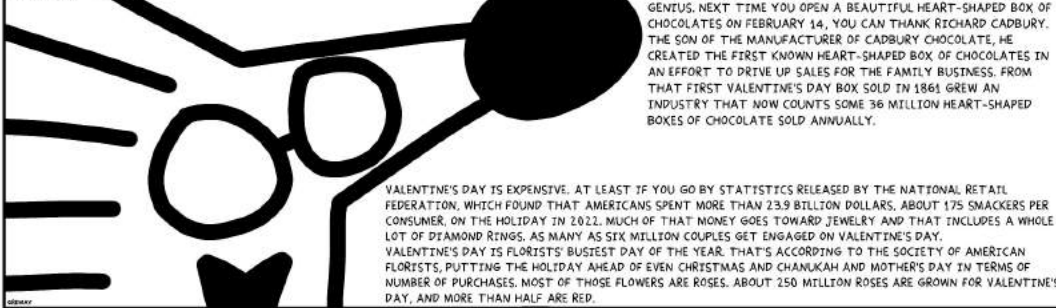 GENIUS. NEXT TIME YOU OPEN A BEAUTIFUL HEART-SHAPED BOX OF
CHOCOLATES ON FEBRUARY 14, YOU CAN THANK RICHARD CADBURY.
THE SON OF THE MANUFACTURER OF CADBURY CHOCOLATE, HE
CREATED THE FIRST KNOWN HEART-SHAPED BOX OF CHOCOLATES IN
AN EFFORT TO DRIVE UP SALES FOR THE FAMILY BUSINESS. FROM
THAT FIRST VALENTINE'S DAY BOX SOLD IN 1861 GREW AN
INDUSTRY THAT NOW COUNTS SOME 36 MILLION HEART-SHAPED
BOXES OF CHOCOLATE SOLD ANNUALLY.
VALENTINE'S DAY IS EXPENSIVE. AT LEAST IF YOU GO BY STATISTICS RELEASED BY THE NATIONAL RETAIL
FEDERATION, WHICH FOUND THAT AMERICANS SPENT MORE THAN 23.9 BILLION DOLLARS, ABOUT 175 SMACKERS PER
CONSUMER, ON THE HOLIDAY IN 2022. MUCH OF THAT MONEY GOES TOWARD JEWELRY AND THAT INCLUDES A WHOLE
LOT OF DIAMOND RINGS. AS MANY AS SIX MILLION COUPLES GET ENGAGED ON VALENTINE'S DAY.
VALENTINE'S DAY IS FLORISTS' BUSIEST DAY OF THE YEAR. THAT'S ACCORDING TO THE SOCIETY OF AMERICAN
FLORISTS, PUTTING THE HOLIDAY AHEAD OF EVEN CHRISTMAS AND CHANUKAH AND MOTHER'S DAY IN TERMS OF
NUMBER OF PURCHASES. MOST OF THOSE FLOWERS ARE ROSES. ABOUT 250 MILLION ROSES ARE GROWN FOR VALENTINE'S
DAY, AND MORE THAN HALF ARE RED.